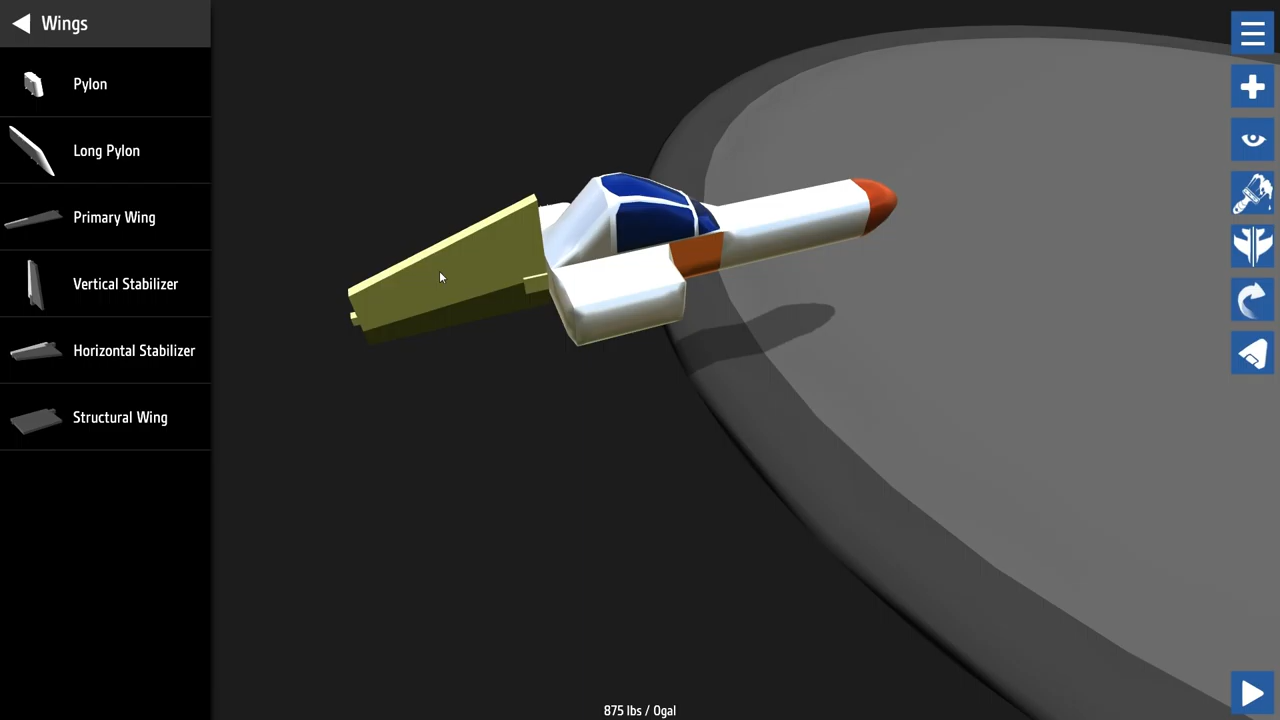 Wings
Pylon
Long Pylon
Primary Wing
Vertical Stabilizer
Horizontal Stabilizer
Structural Wing
875 lbs / 0gal